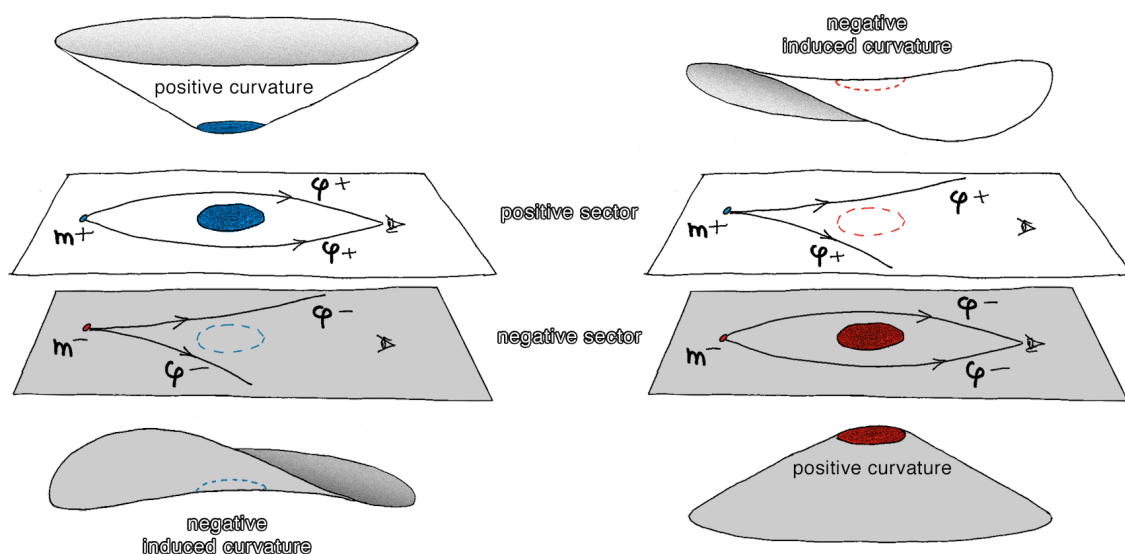 negative
induced curvature
positive curvature
φ+
m+
φ+
positive sector
φ+
m+
φ+
φ-
m-
φ-
negative sector
φ-
m-
φ-
positive curvature
negative
induced curvature